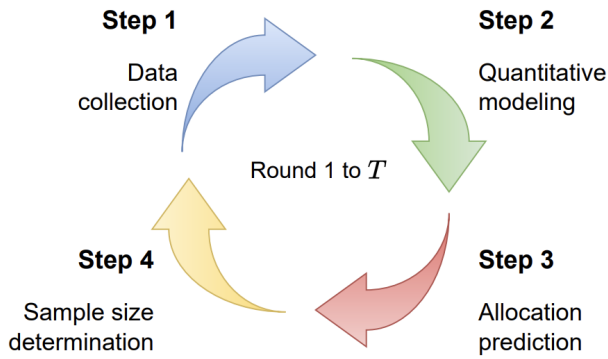 Step 1
Data
collection
Step 2
Quantitative
modeling
Round 1 to T
Step 3
Allocation
prediction
Step 4
Sample size
determination